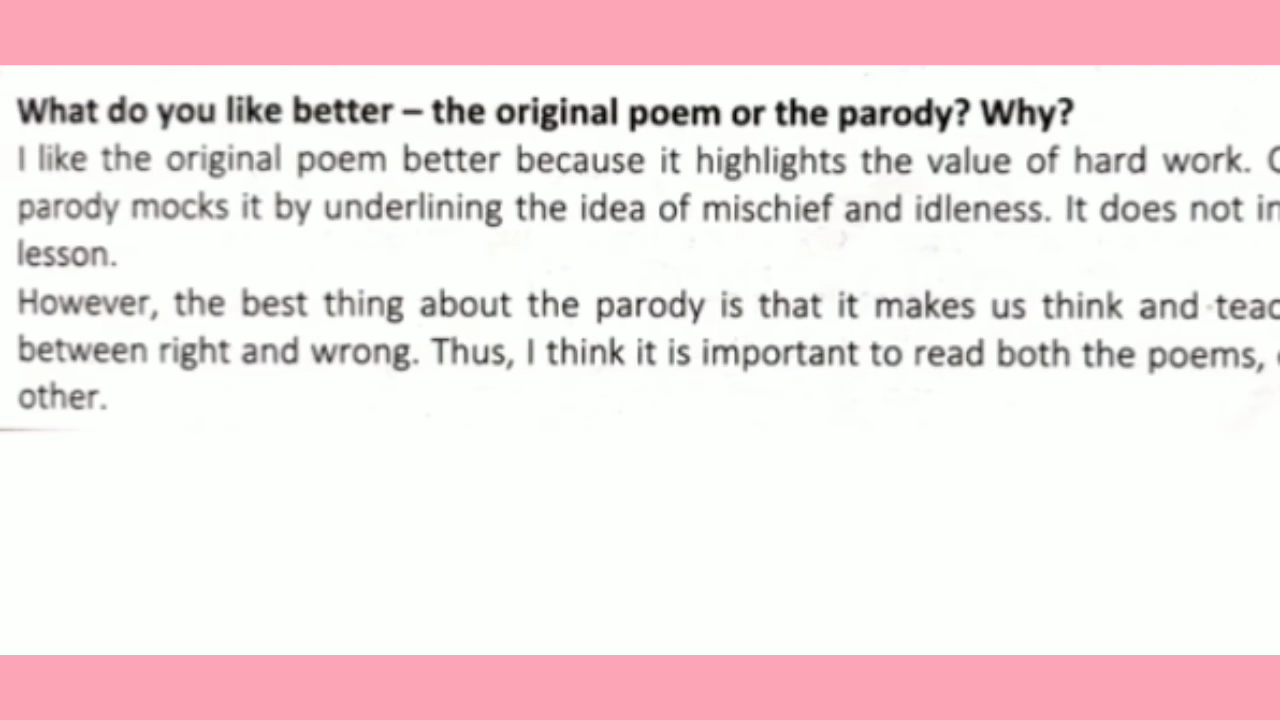 What do you like better – the original poem or the parody? Why?
I like the original poem better because it highlights the value of hard work.
parody mocks it by underlining the idea of mischief and idleness. It does not
lesson.
However, the best thing about the parody is that it makes us think and
between right and wrong. Thus, I think it is important to read both the poems,
other.